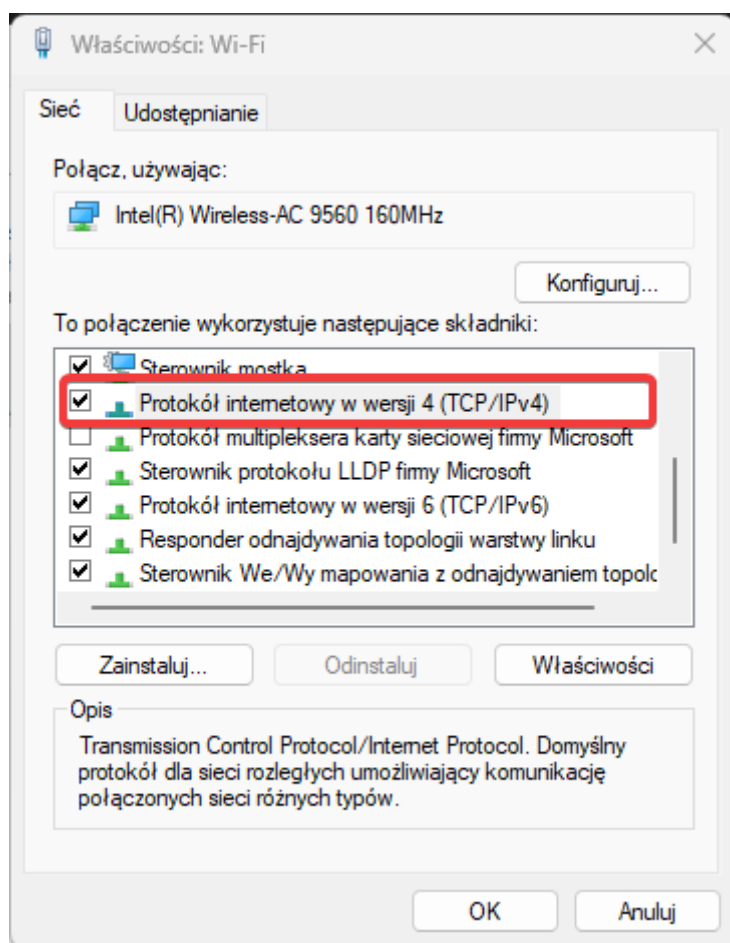 Właściwości: Wi-Fi
Sieć
Udostępnianie
Połącz, używając:
Intel(R) Wireless-AC 9560 160MHz
Konfiguruj...
To połączenie wykorzystuje następujące składniki:
Sterownik mostka
Protokół internetowy w wersji 4 (TCP/IPv4)
Protokół multipleksera karty sieciowej firmy Microsoft
Sterownik protokołu LLDP firmy Microsoft
Protokół internetowy w wersji 6 (TCP/IPv6)
Responder odnajdywania topologii warstwy linku
Sterownik We/Wy mapowania z odnajdywaniem topolc
Zainstaluj...
Odinstaluj
Właściwości
Opis
Transmission Control Protocol/Internet Protocol. Domyślny
protokół dla sieci rozległych umożliwiający komunikację
połączonych sieci różnych typów.
OK
Anuluj